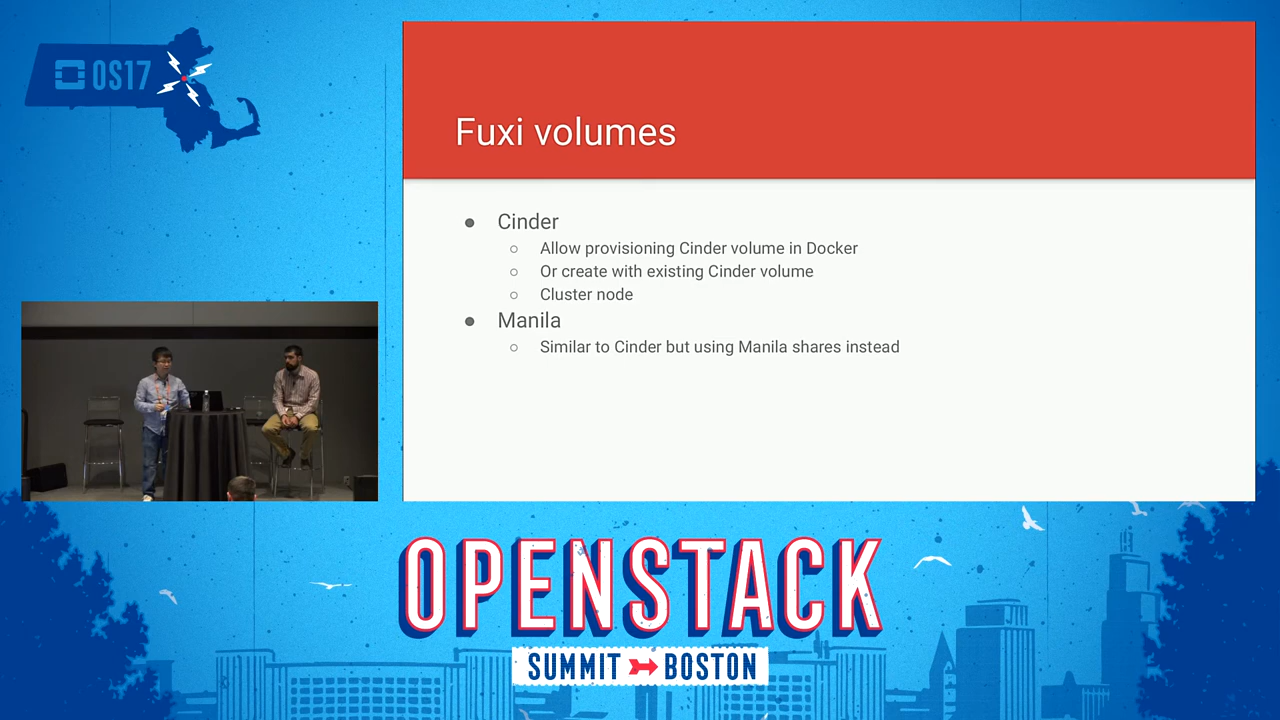 OS17
Fuxi volumes
Cinder
Allow provisioning Cinder volume in Docker
Or create with existing Cinder volume
Cluster node
Manila
Similar to Cinder but using Manila shares instead
OPENSTACK
SUMMIT BOSTON